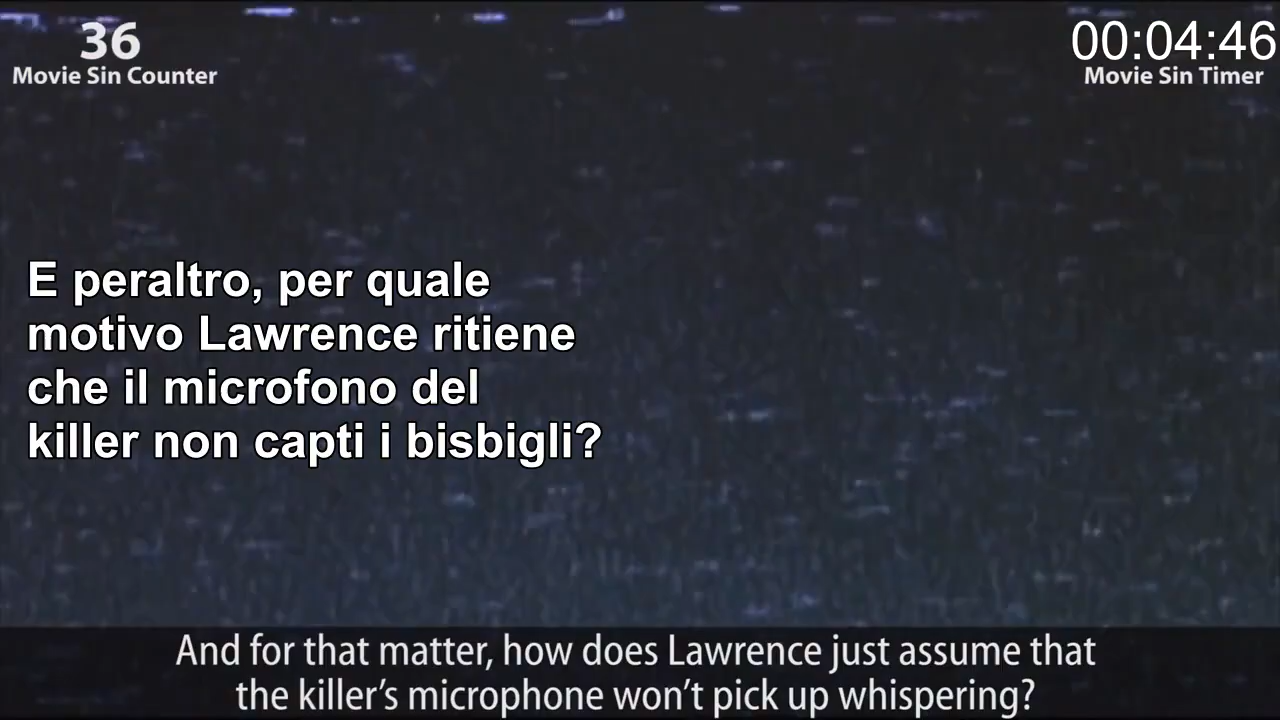 36
Movie Sin Counter
00:04:46
Movie Sin Timer
E peraltro, per quale
motivo Lawrence ritiene
che il microfono del
killer non capti i bisbigli?
And for that matter, how does Lawrence just assume that
the killer's microphone won't pick up whispering?